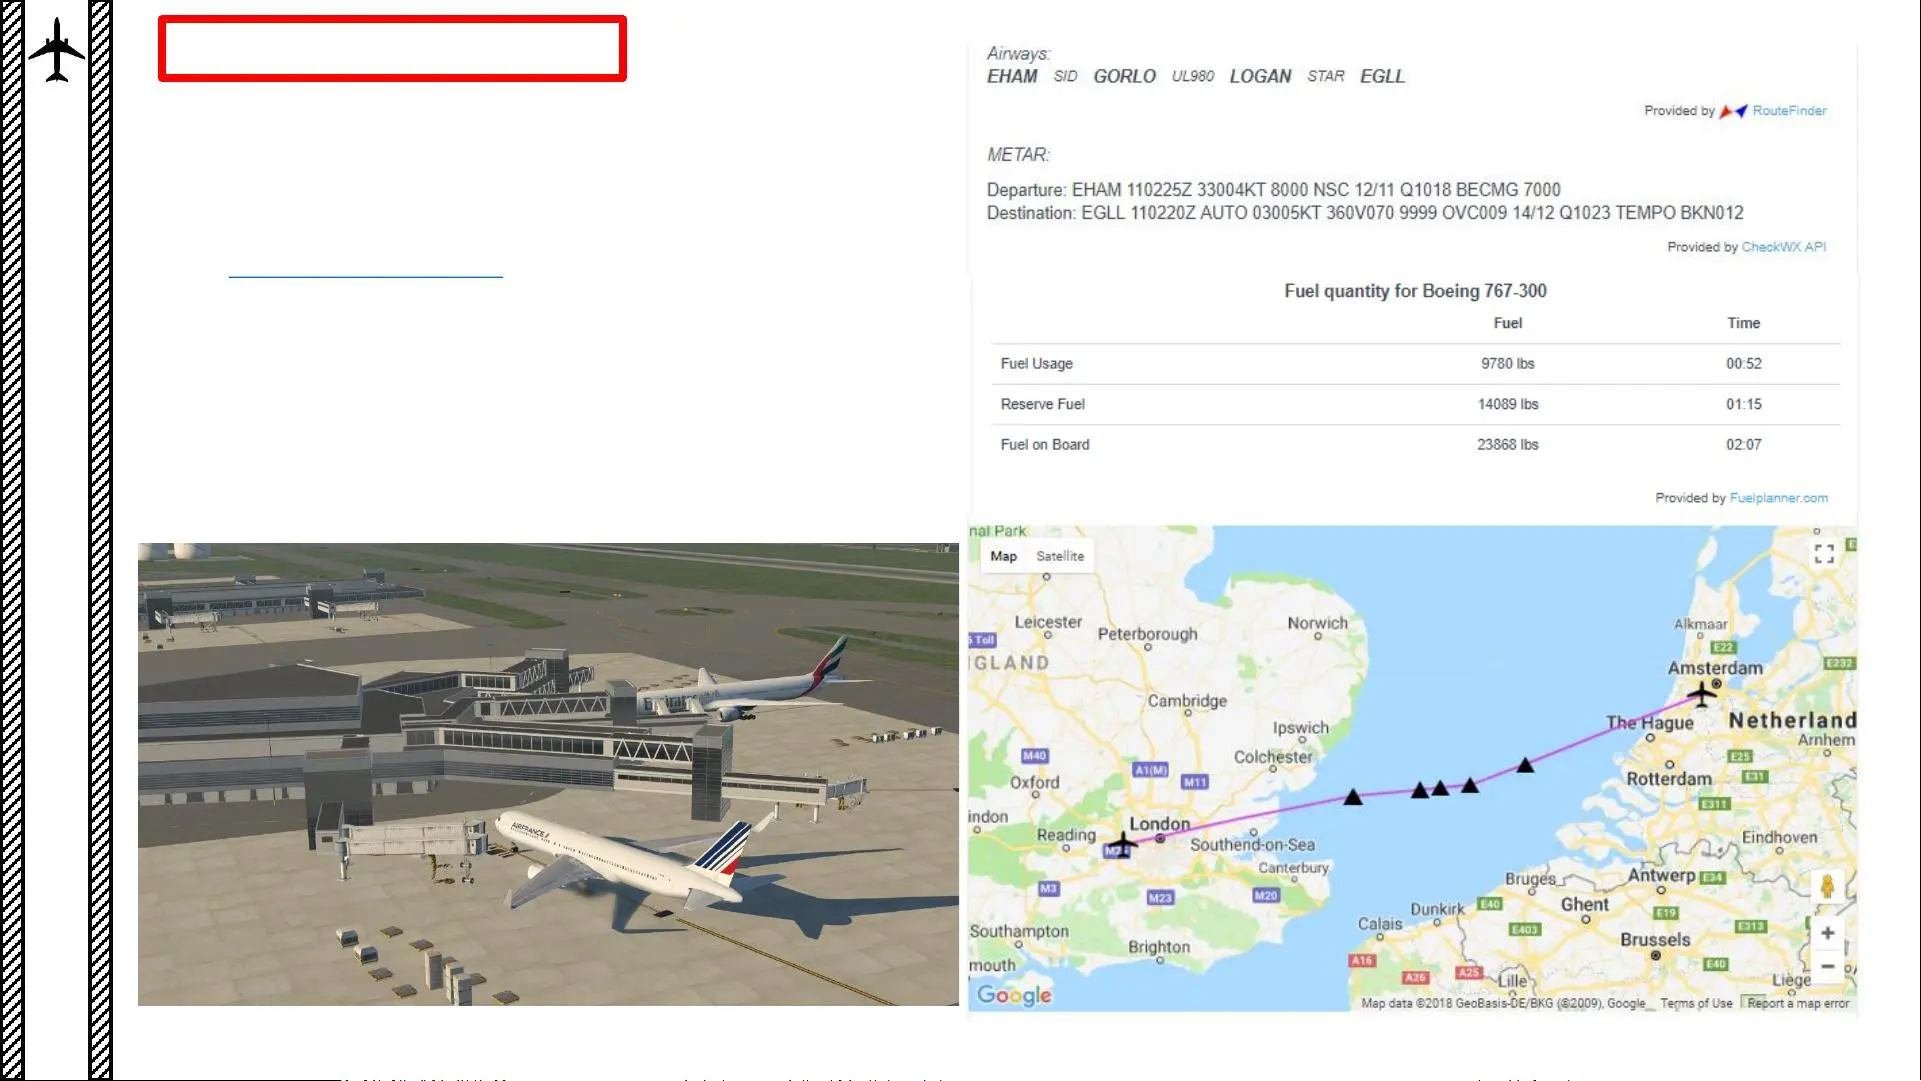 Airways:
EHAM SID GORLO UL980 LOGAN STAR EGLL
Provided by RouteFinder
METAR:
Departure: EHAM 110225Z 33004KT 8000 NSC 12/11 Q1018 BECMG 7000
Destination: EGLL 110220Z AUTO 03005KT 360V070 9999 OVC009 14/12 Q1023 TEMPO BKN012
Provided by CheckWX API
Fuel quantity for Boeing 767-300
Fuel Time
Fuel Usage 9780 lbs 00:52
Reserve Fuel 14089 lbs 01:15
Fuel on Board 23868 lbs 02:07
Provided by Fuelplanner.com
nal Park
Map Satellite
Leicester
Peterborough
Norwich
Alkmaar
E22
Toll
GLAND
Amsterdam
E232
Cambridge
Ipswich
The Hague
Netherland
Arnhem
M40
Colchester
E25
A1(M)
M11
Oxford
Rotterdam
E31
E311
indon
London
Reading
Southend-on-Sea
Eindhoven
Canterbury
Bruges
Antwerp
E34
M3
M23
M20
Dunkirk
E40
Ghent
E19
Southampton
Calais
E403
E313
Brighton
Brussels
mouth
A16
A26
A25
Lille
E40
Liège
Google
Map data ©2018 GeoBasis-DE/BKG (©2009), Google Terms of Use Report a map error
AIRFRANCE
Emirates